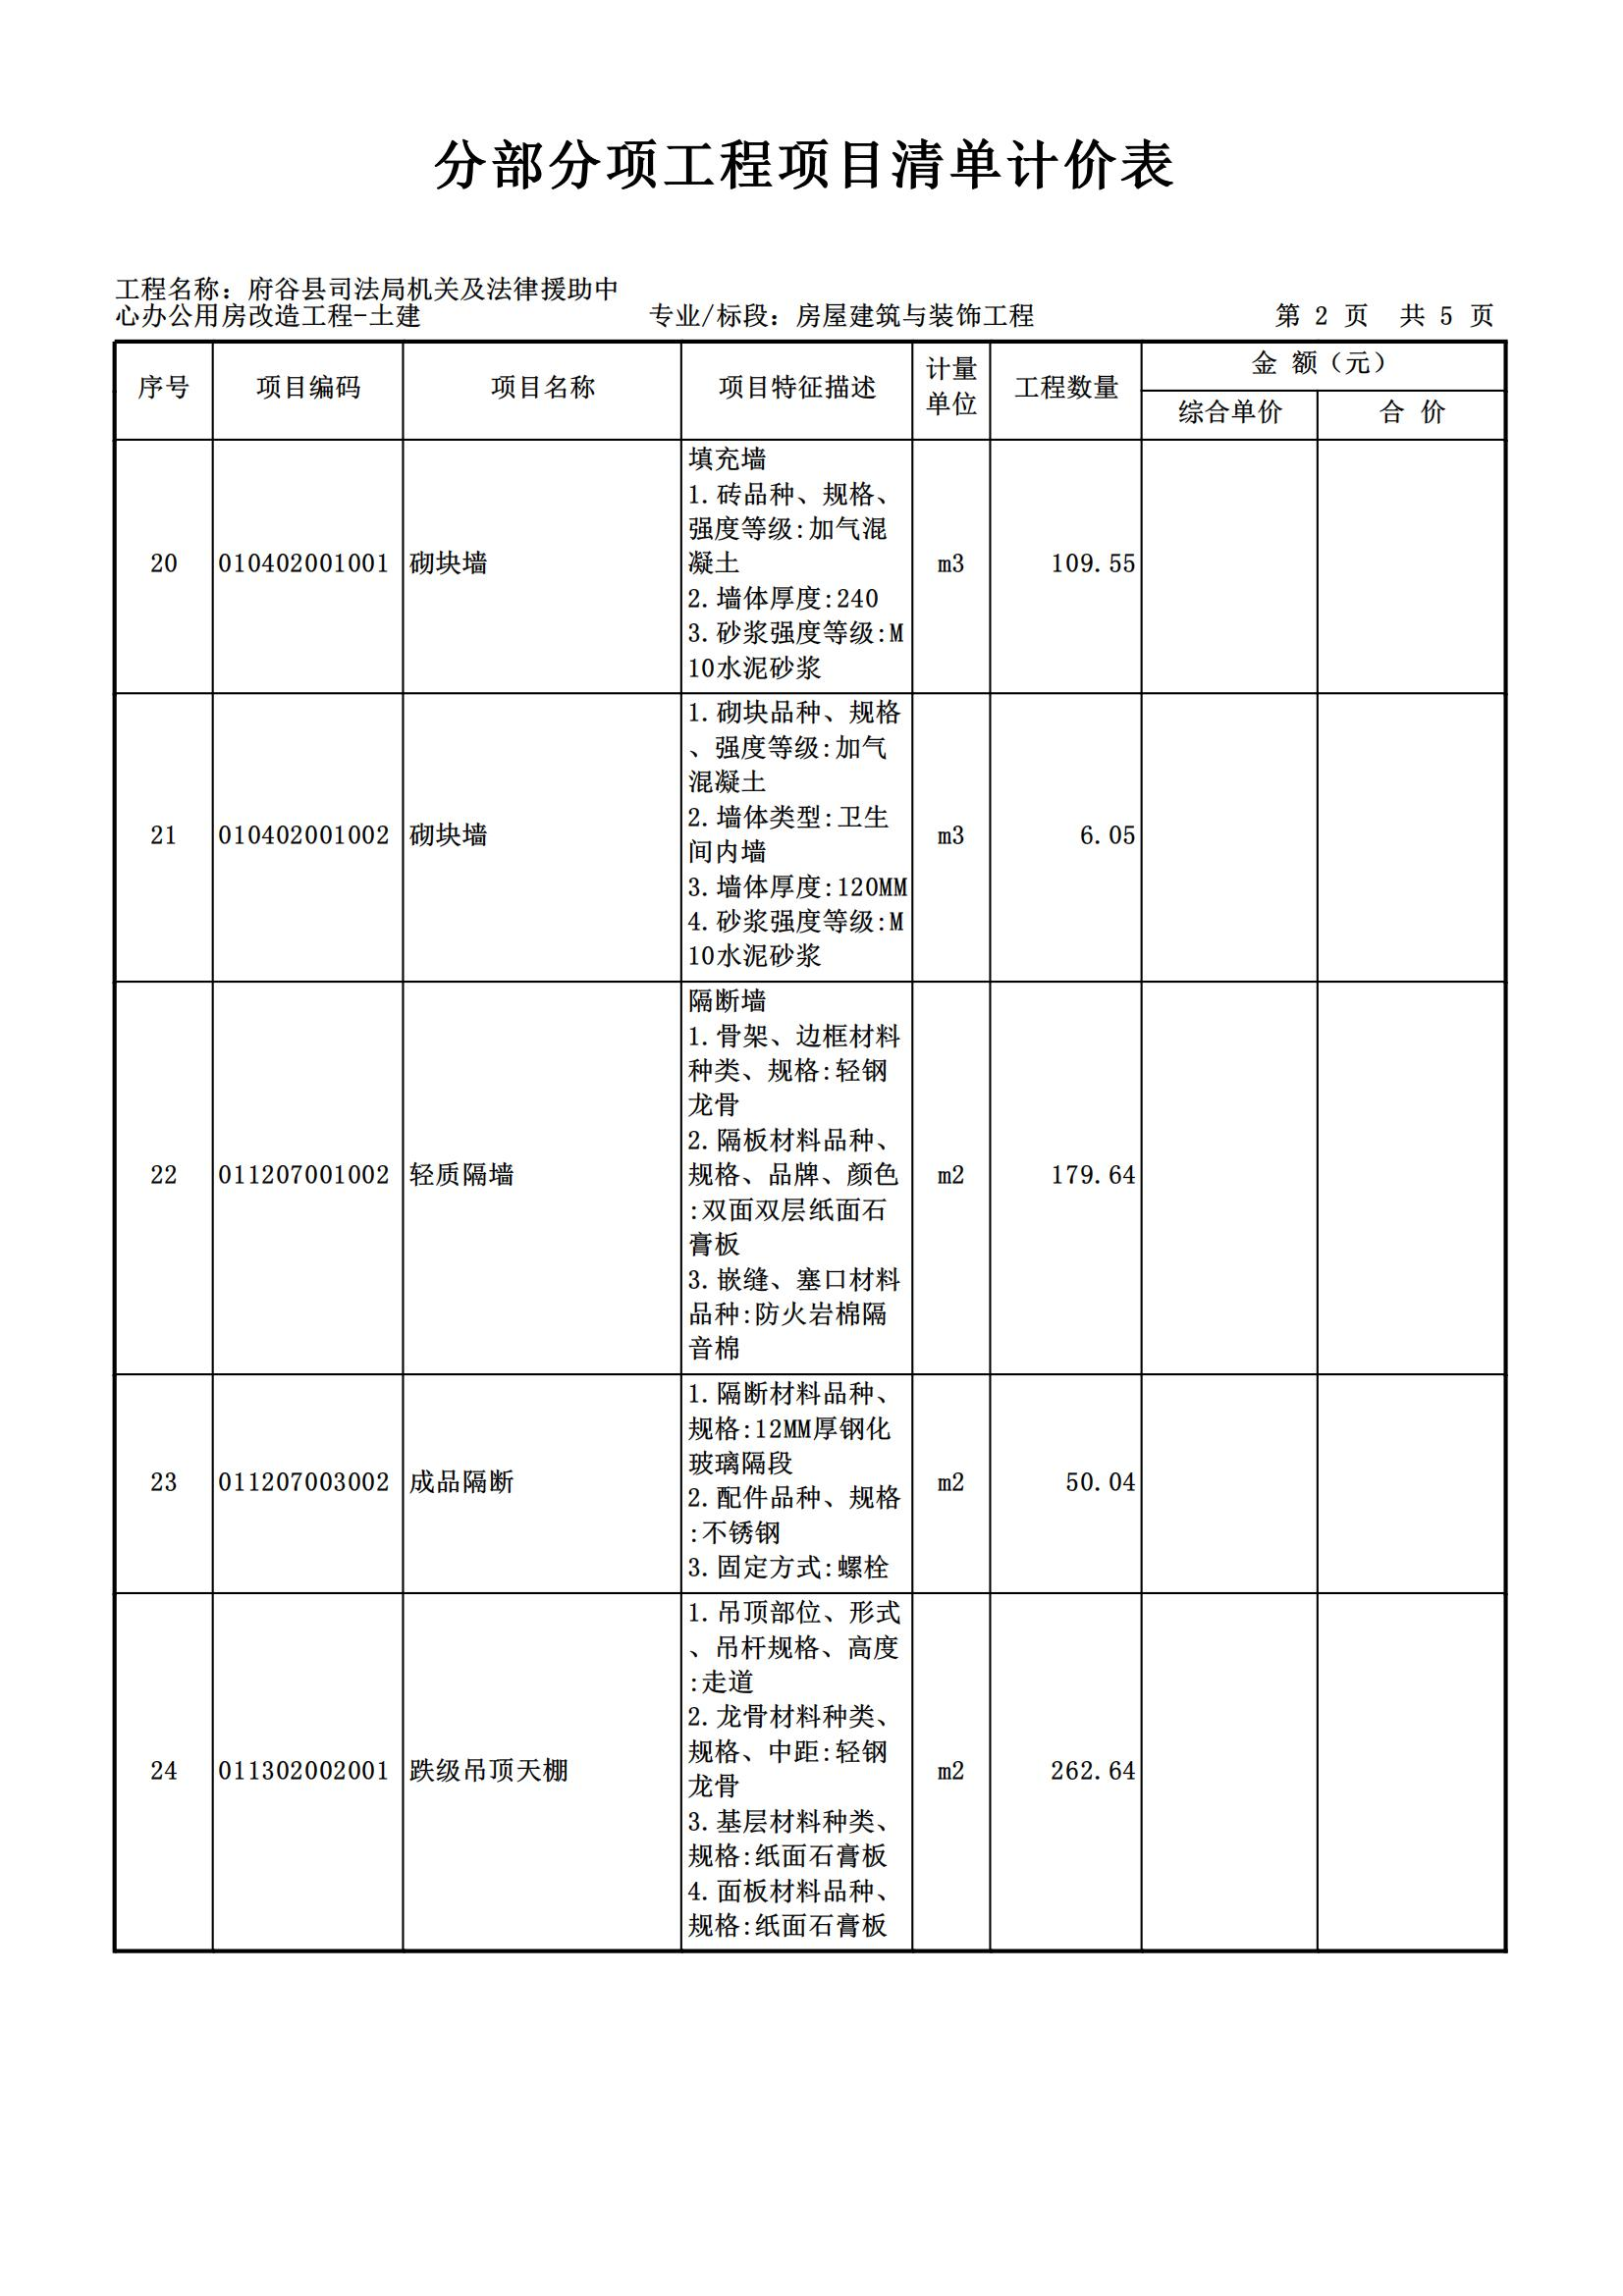 分部分项工程项目清单计价表
工程名称：府谷县司法局机关及法律援助中
心办公用房改造工程-土建
专业/标段：房屋建筑与装饰工程
第 2 页 共 5 页
序号
项目编码
项目名称
项目特征描述
计量
单位
工程数量
金 额（元）
综合单价
合 价
20
010402001001
砌块墙
填充墙
1.砖品种、规格、
强度等级:加气混
凝土
2.墙体厚度:240
3.砂浆强度等级:M
10水泥砂浆
m3
109.55
21
010402001002
砌块墙
1.砌块品种、规格
、强度等级:加气
混凝土
2.墙体类型:卫生
间内墙
3.墙体厚度:120MM
4.砂浆强度等级:M
10水泥砂浆
m3
6.05
22
011207001002
轻质隔墙
隔断墙
1.骨架、边框材料
种类、规格:轻钢
龙骨
2.隔板材料品种、
规格、品牌、颜色
:双面双层纸面石
膏板
3.嵌缝、塞口材料
品种:防火岩棉隔
音棉
m2
179.64
23
011207003002
成品隔断
1.隔断材料品种、
规格:12MM厚钢化
玻璃隔段
2.配件品种、规格
:不锈钢
3.固定方式:螺栓
m2
50.04
24
011302002001
跌级吊顶天棚
1.吊顶部位、形式
、吊杆规格、高度
:走道
2.龙骨材料种类、
规格、中距:轻钢
龙骨
3.基层材料种类、
规格:纸面石膏板
4.面板材料品种、
规格:纸面石膏板
m2
262.64